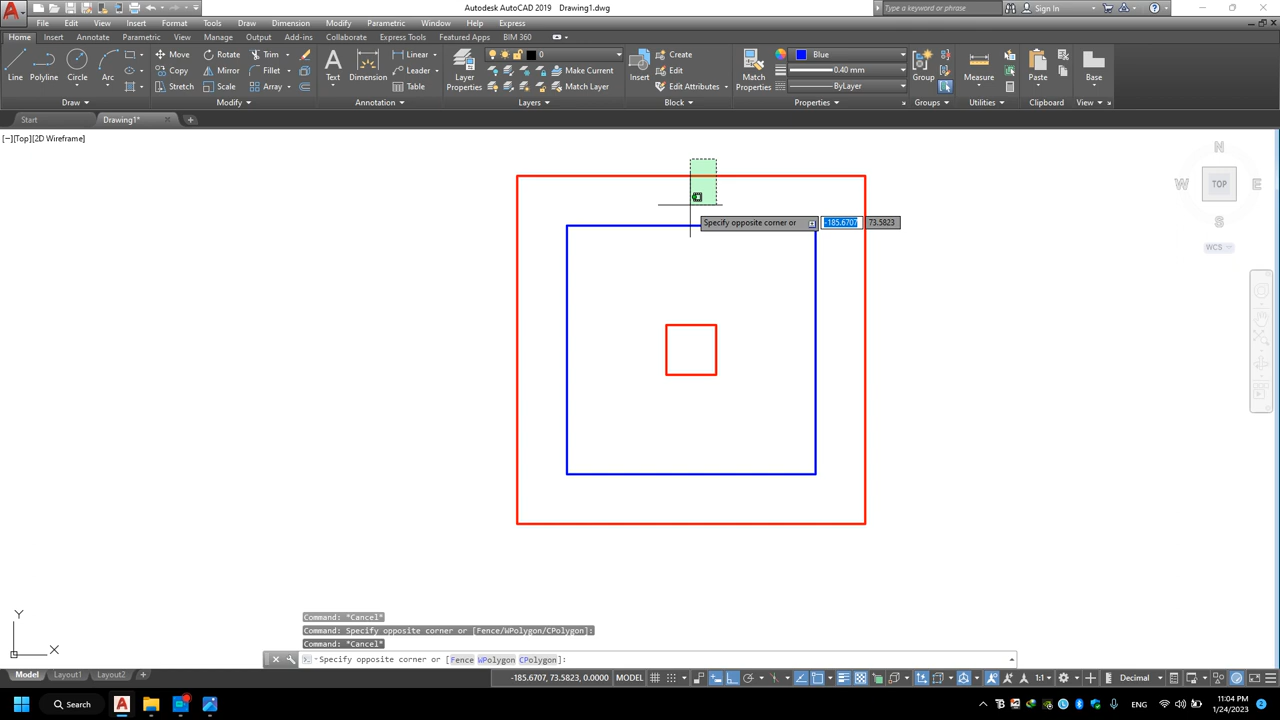 Autodesk AutoCAD 2019 Drawing1.dwg
Type a keyword or phrase
Sign In
File Edit View Insert Format Tools Draw Dimension Modify Parametric Window Help Express
Home Insert Annotate Parametric View Manage Output Add-ins Collaborate Express Tools Featured Apps BIM 360
Line
Polyline
Circle
Arc
Draw
Move
Rotate
Trim
Copy
Mirror
Fillet
Stretch
Scale
Array
Modify
Text
Dimension
Linear
Leader
Table
Annotation
Layer
Properties
0
Make Current
Match Layer
Layers
Insert
Create
Edit
Edit Attributes
Block
Match
Properties
Blue
0.40 mm
ByLayer
Properties
Group
Groups
Measure
Utilities
Paste
Clipboard
Base
View
Start
Drawing1*
[−][Top][2D Wireframe]
N
W
TOP
E
S
WCS
Specify opposite corner or
-185.6707
73.5823
Y
X
Command: *Cancel*
Command: Specify opposite corner or [Fence/WPolygon/CPolygon]:
Command: *Cancel*
Specify opposite corner or [Fence WPolygon CPolygon]:
Model
Layout1
Layout2
-185.6707, 73.5823, 0.0000
MODEL
1:1
Decimal
Search
11:04 PM
1/24/2023